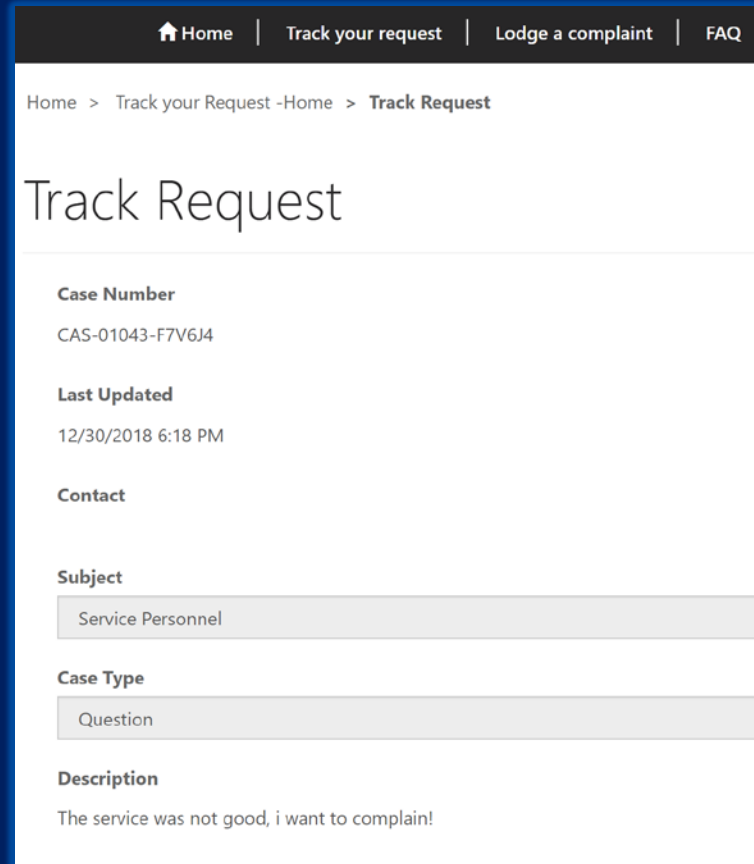 Home | Track your request | Lodge a complaint | FAQ
Home > Track your Request -Home > Track Request
Track Request
Case Number
CAS-01043-F7V6J4
Last Updated
12/30/2018 6:18 PM
Contact
Subject
Service Personnel
Case Type
Question
Description
The service was not good, i want to complain!